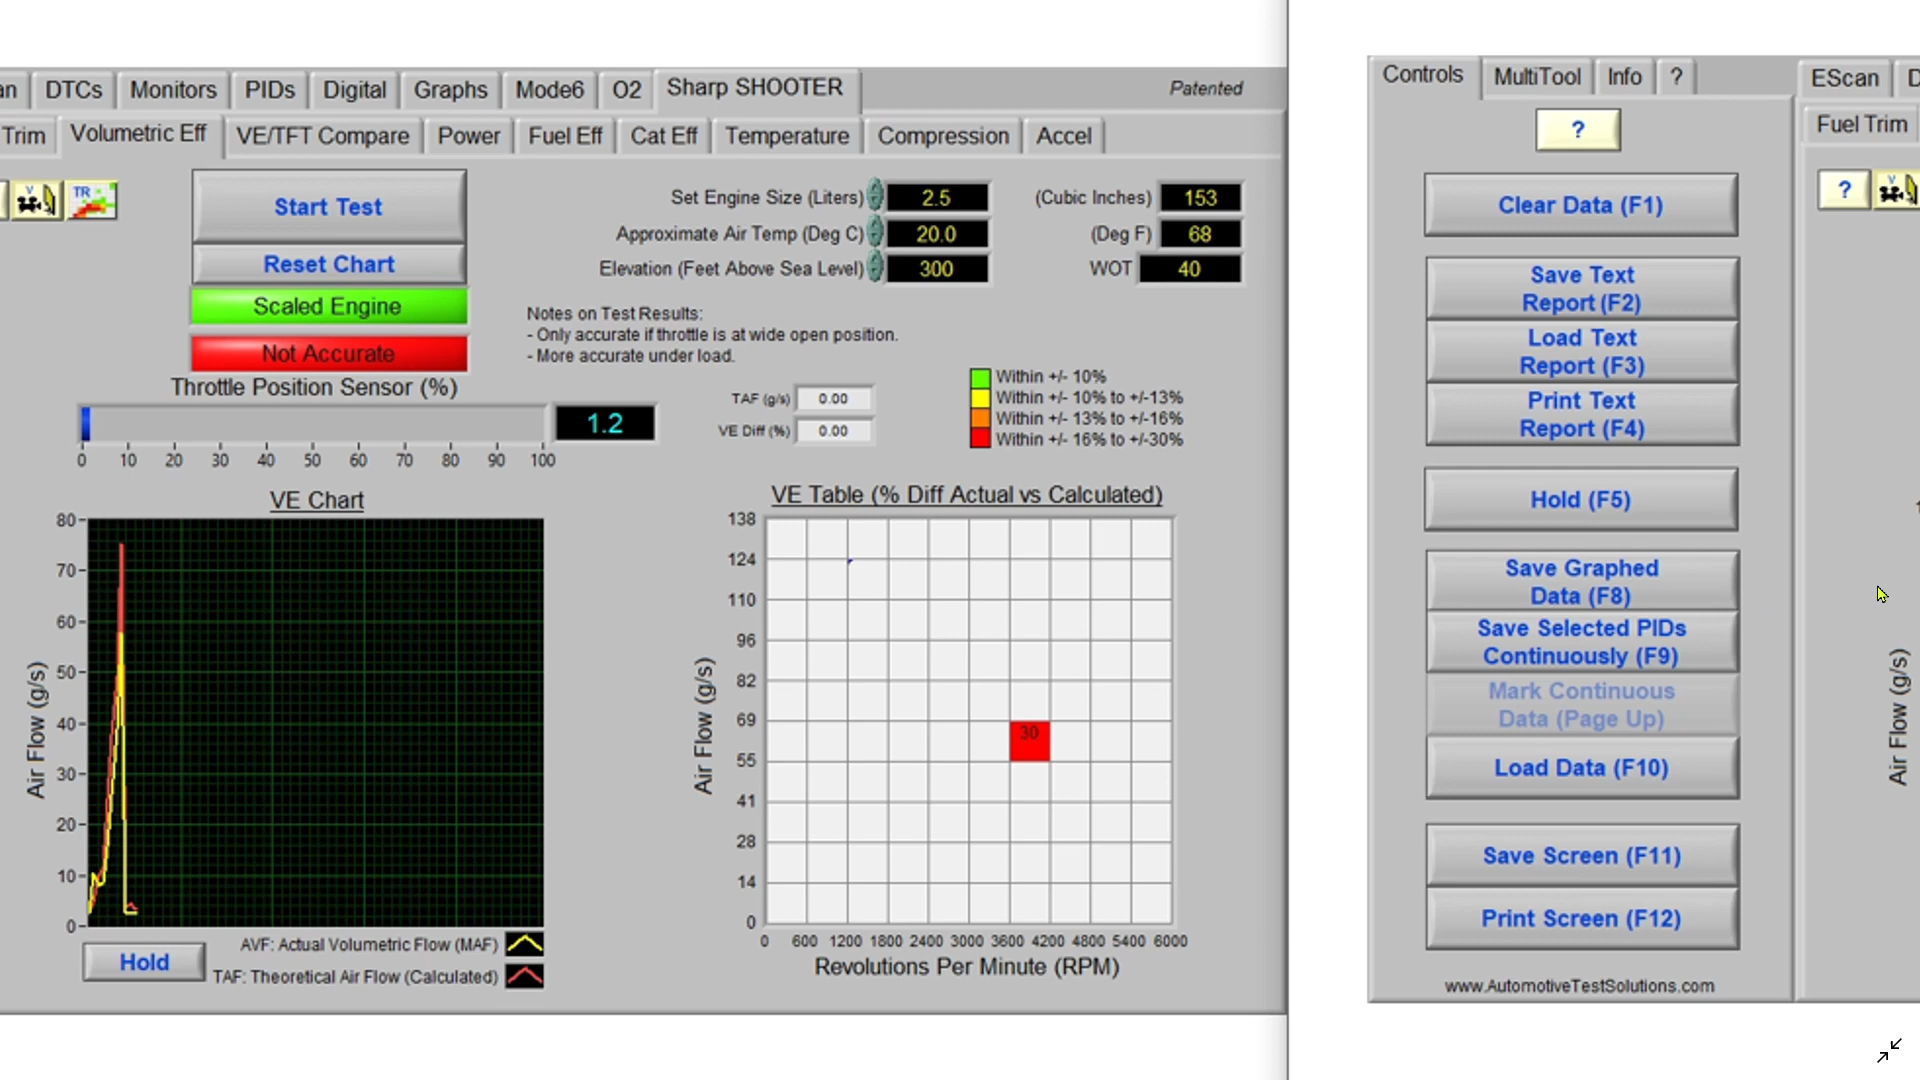 an DTCs Monitors PIDs Digital Graphs Mode6 O2 Sharp SHOOTER Patented
Trim Volumetric Eff VE/TFT Compare Power Fuel Eff Cat Eff Temperature Compression Accel
V
TR
Start Test
Reset Chart
Scaled Engine
Not Accurate
Set Engine Size (Liters) 2.5 (Cubic Inches) 153
Approximate Air Temp (Deg C) 20.0 (Deg F) 68
Elevation (Feet Above Sea Level) 300 WOT 40
Notes on Test Results:
- Only accurate if throttle is at wide open position.
- More accurate under load.
Throttle Position Sensor (%)
1.2
0 10 20 30 40 50 60 70 80 90 100
TAF (g/s) 0.00
VE Diff (%) 0.00
Within +/- 10%
Within +/- 10% to +/-13%
Within +/- 13% to +/-16%
Within +/- 16% to +/-30%
VE Chart
80
70
60
50
40
30
20
10
0
Air Flow (g/s)
Hold
AVF: Actual Volumetric Flow (MAF)
TAF: Theoretical Air Flow (Calculated)
VE Table (% Diff Actual vs Calculated)
138
124
110
96
82
69
55
41
28
14
0
Air Flow (g/s)
30
0 600 1200 1800 2400 3000 3600 4200 4800 5400 6000
Revolutions Per Minute (RPM)
Controls MultiTool Info ?
?
Clear Data (F1)
Save Text
Report (F2)
Load Text
Report (F3)
Print Text
Report (F4)
Hold (F5)
Save Graphed
Data (F8)
Save Selected PIDs
Continuously (F9)
Mark Continuous
Data (Page Up)
Load Data (F10)
Save Screen (F11)
Print Screen (F12)
www.AutomotiveTestSolutions.com
EScan D
Fuel Trim
?
V
Air Flow (g/s)